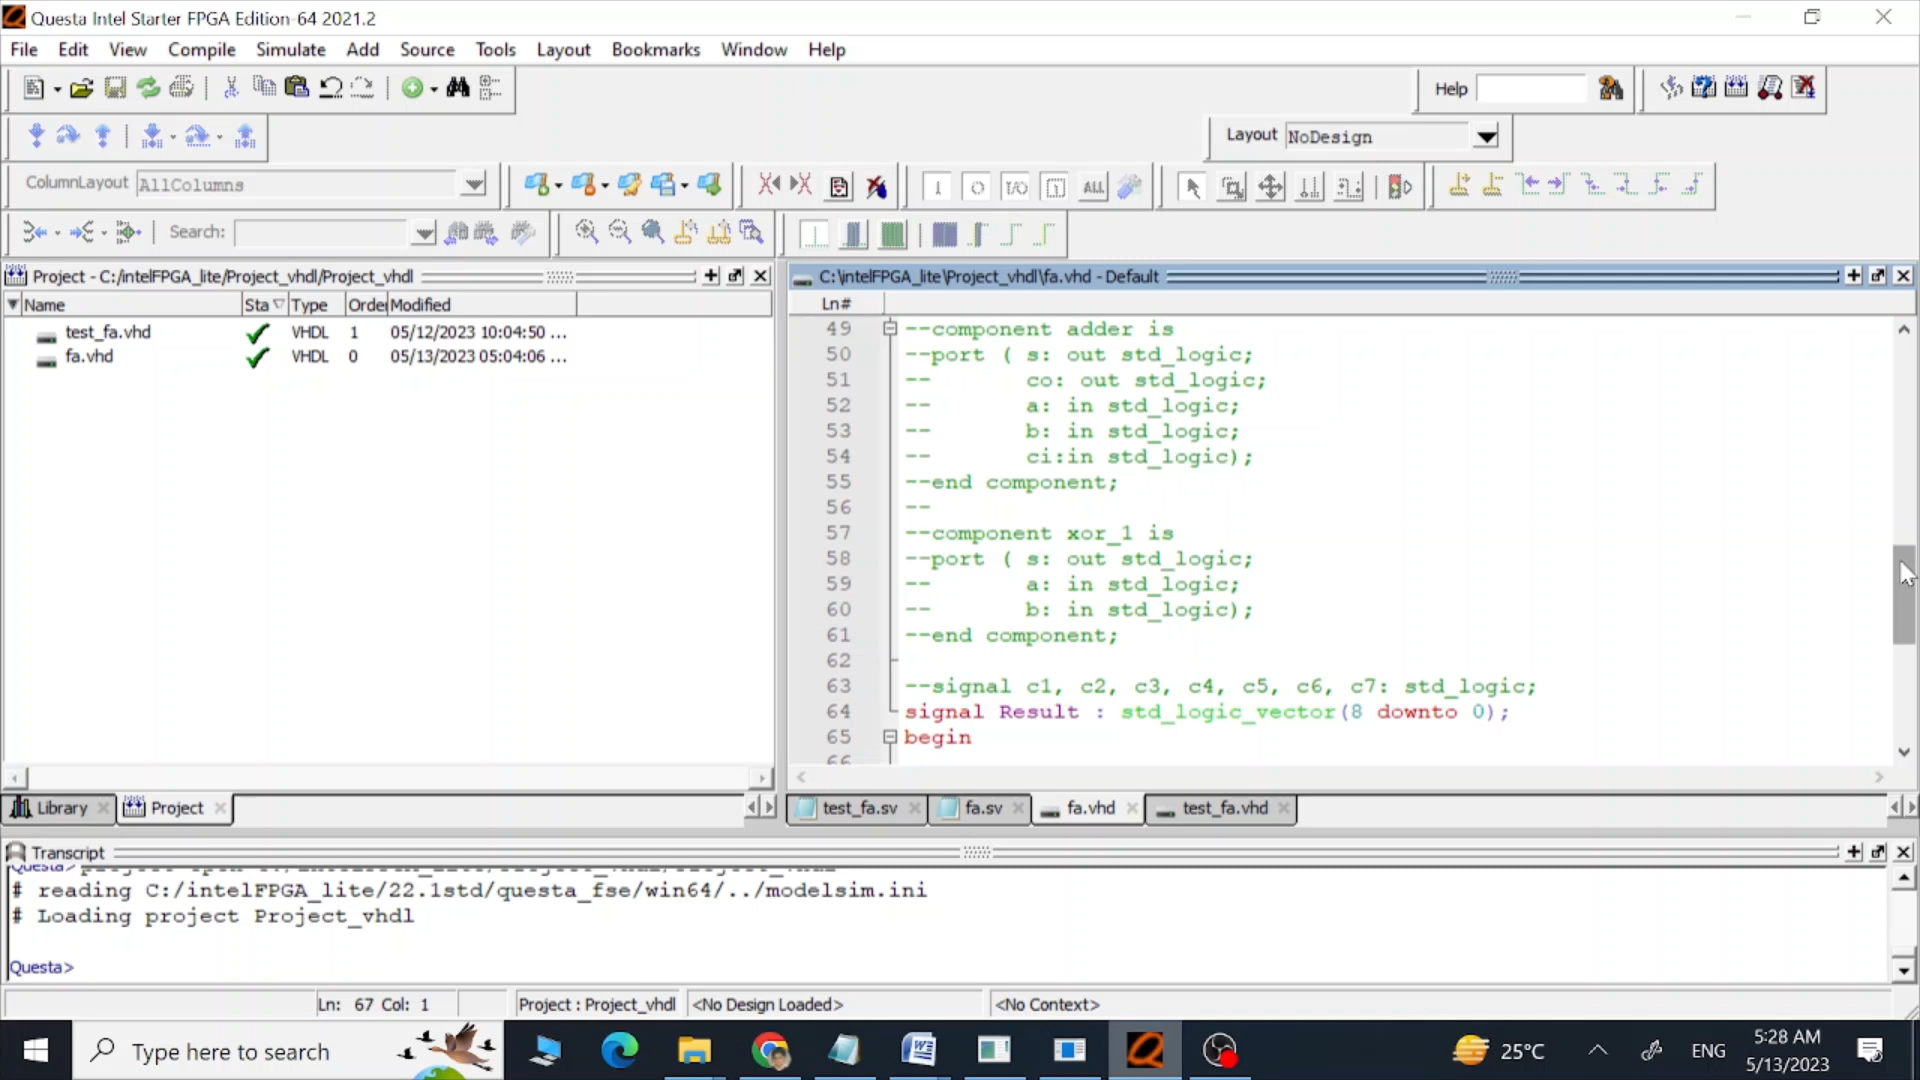 Questa Intel Starter FPGA Edition-64 2021.2
File Edit View Compile Simulate Add Source Tools Layout Bookmarks Window Help
Help
Layout NoDesign
ColumnLayout AllColumns
ALL
Search:
Project - C:/intelFPGA_lite/Project_vhdl/Project_vhdl
Name Sta Type Orde Modified
test_fa.vhd VHDL 1 05/12/2023 10:04:50 ...
fa.vhd VHDL 0 05/13/2023 05:04:06 ...
Library Project
C:\intelFPGA_lite\Project_vhdl\fa.vhd - Default
Ln#
49 --component adder is
50 --port ( s: out std_logic;
51 -- co: out std_logic;
52 -- a: in std_logic;
53 -- b: in std_logic;
54 -- ci:in std_logic);
55 --end component;
56 --
57 --component xor_1 is
58 --port ( s: out std_logic;
59 -- a: in std_logic;
60 -- b: in std_logic);
61 --end component;
62
63 --signal c1, c2, c3, c4, c5, c6, c7: std_logic;
64 signal Result : std_logic_vector(8 downto 0);
65 begin
66
test_fa.sv fa.sv fa.vhd test_fa.vhd
Transcript
# reading C:/intelFPGA_lite/22.1std/questa_fse/win64/../modelsim.ini
# Loading project Project_vhdl
Questa>
Ln: 67 Col: 1 Project : Project_vhdl <No Design Loaded> <No Context>
Type here to search
25°C ENG
5:28 AM
5/13/2023